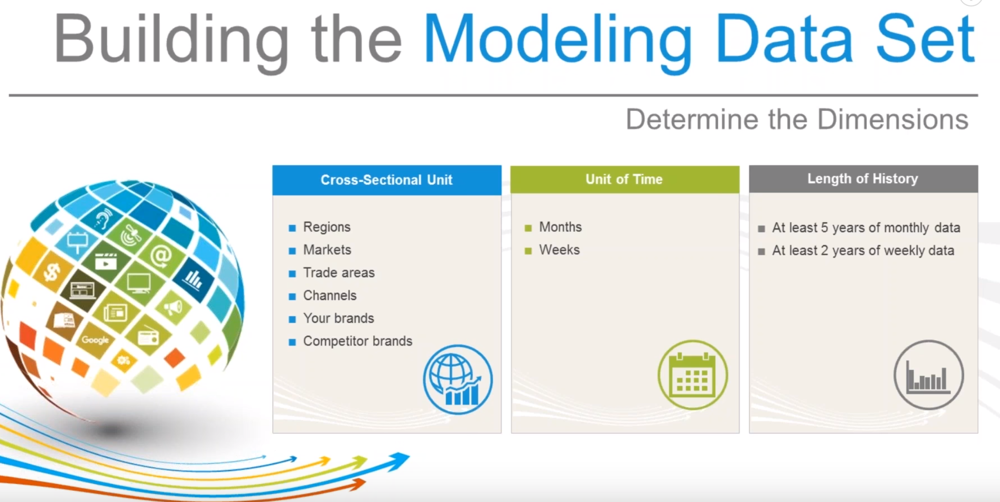 Building the Modeling Data Set
Determine the Dimensions
Cross-Sectional Unit
Regions
Markets
Trade areas
Channels
Your brands
Competitor brands
Unit of Time
Months
Weeks
Length of History
At least 5 years of monthly data
At least 2 years of weekly data
$
@
Google